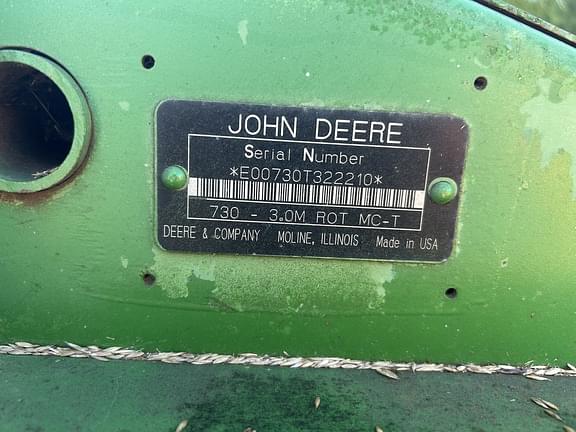 JOHN DEERE
Serial Number
*E00730T322210*
730 - 3.0M ROT MC-T
DEERE & COMPANY MOLINE, ILLINOIS Made in USA